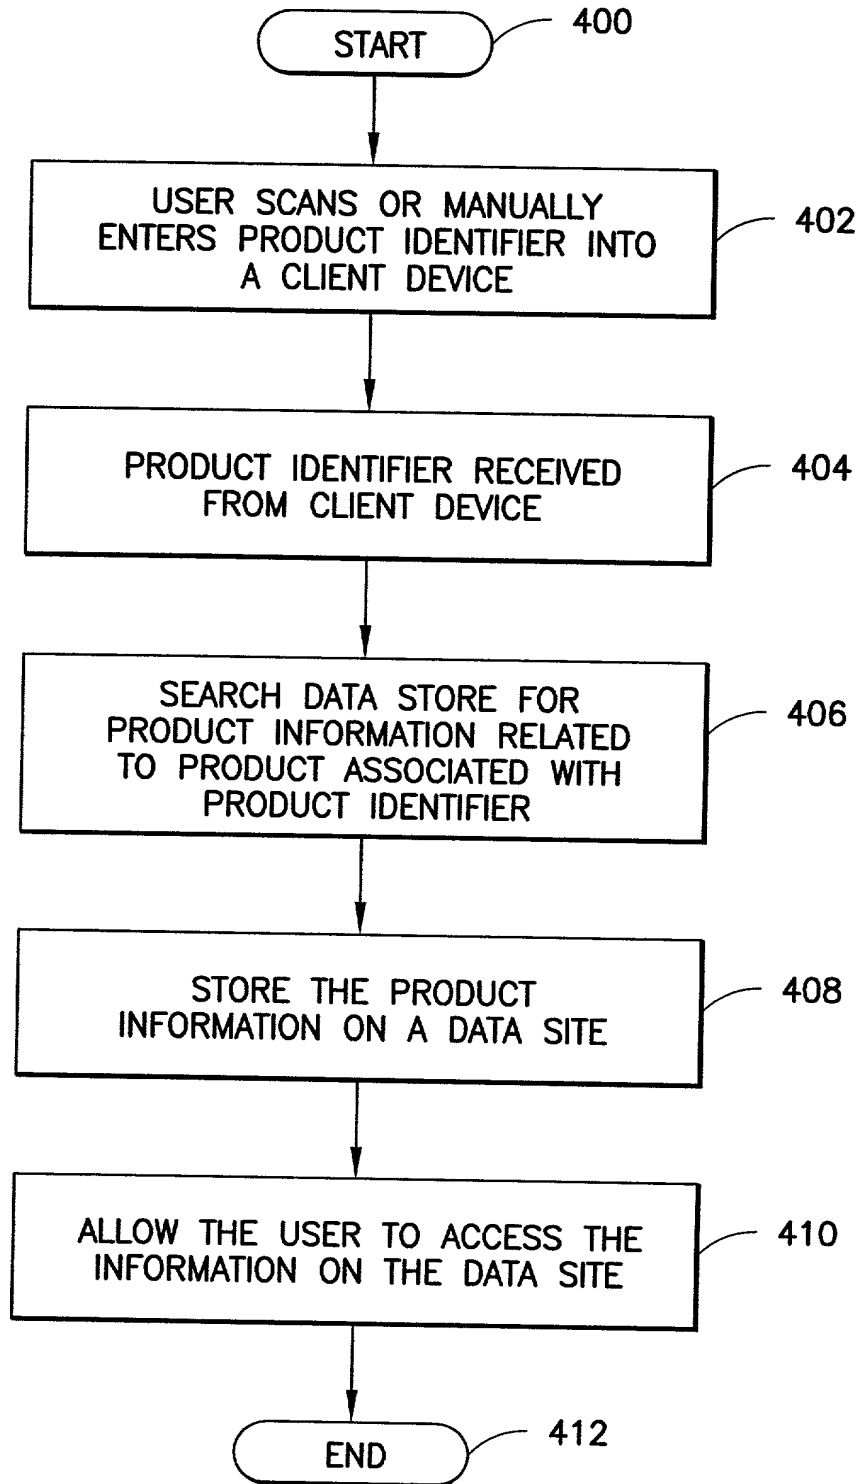 START
400
USER SCANS OR MANUALLY
ENTERS PRODUCT IDENTIFIER INTO
A CLIENT DEVICE
402
PRODUCT IDENTIFIER RECEIVED
FROM CLIENT DEVICE
404
SEARCH DATA STORE FOR
PRODUCT INFORMATION RELATED
TO PRODUCT ASSOCIATED WITH
PRODUCT IDENTIFIER
406
STORE THE PRODUCT
INFORMATION ON A DATA SITE
408
ALLOW THE USER TO ACCESS THE
INFORMATION ON THE DATA SITE
410
END
412